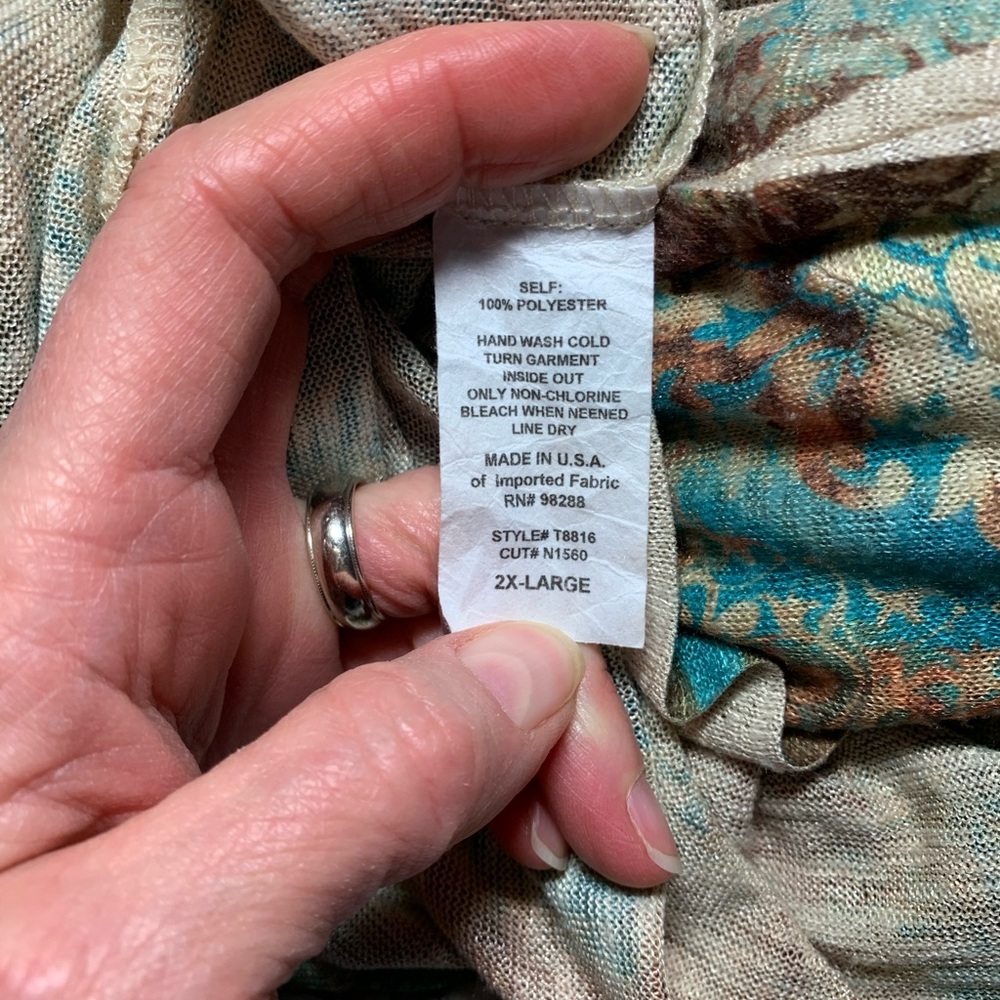 SELF:
100% POLYESTER
HAND WASH COLD
TURN GARMENT
INSIDE OUT
ONLY NON-CHLORINE
BLEACH WHEN NEENED
LINE DRY
MADE IN U.S.A.
of Imported Fabric
RN# 98288
STYLE# T8816
CUT# N1560
2X-LARGE